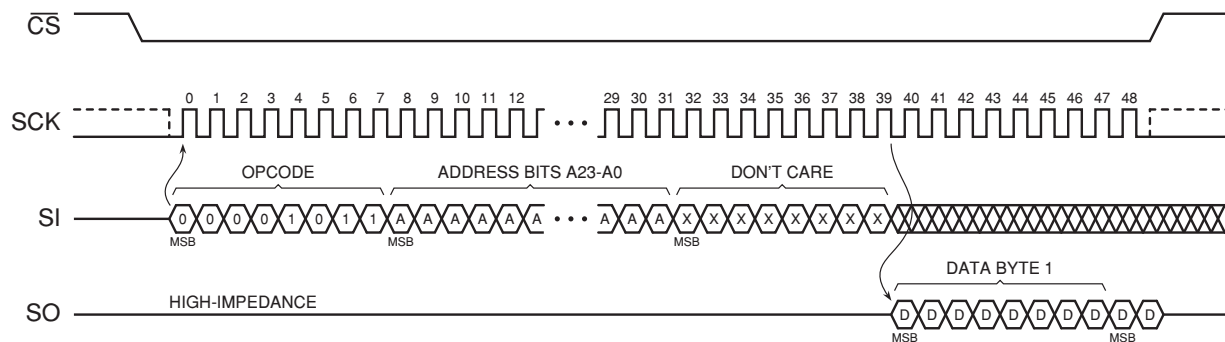 CS
0 1 2 3 4 5 6 7 8 9 10 11 12 29 30 31 32 33 34 35 36 37 38 39 40 41 42 43 44 45 46 47 48
SCK
OPCODE ADDRESS BITS A23-A0 DON'T CARE
SI 0 0 0 0 1 0 1 1 A A A A A A A A A X X X X X X X X
MSB MSB MSB
DATA BYTE 1
HIGH-IMPEDANCE
SO D D D D D D D D D D
MSB MSB